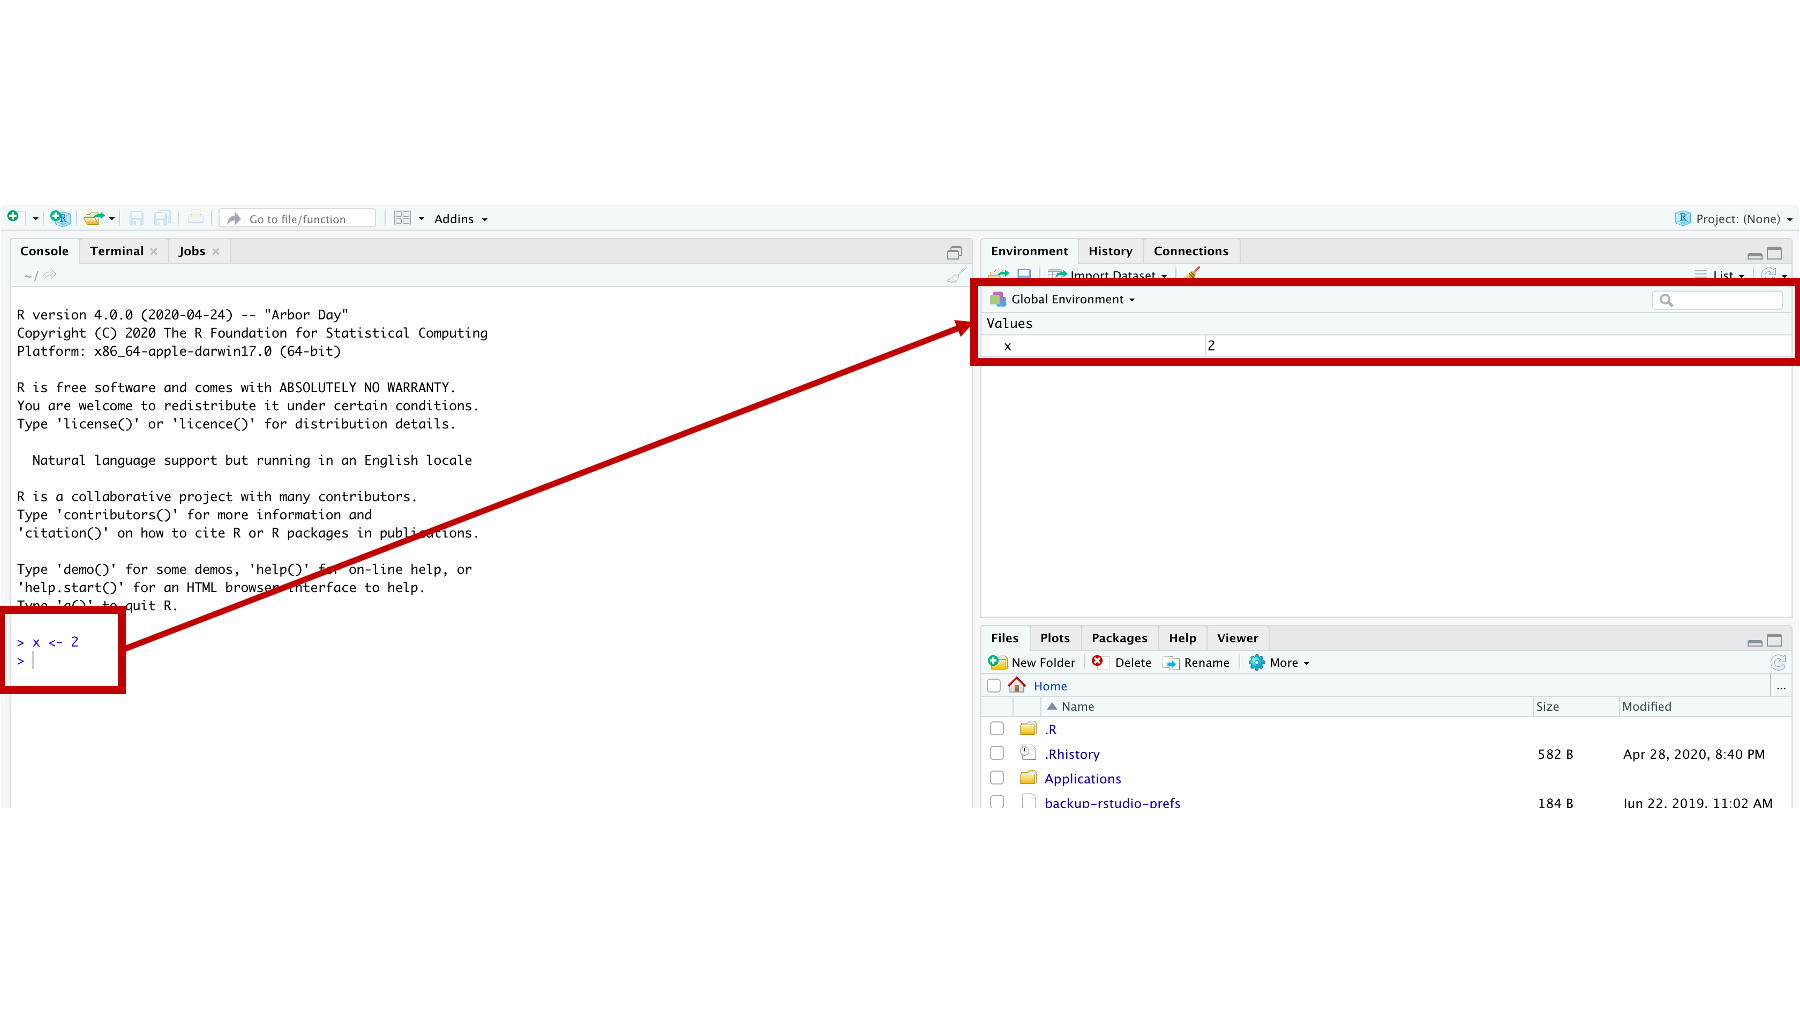 Go to file/function
Addins
Project: (None)
Console Terminal Jobs
~/
R version 4.0.0 (2020-04-24) -- "Arbor Day"
Copyright (C) 2020 The R Foundation for Statistical Computing
Platform: x86_64-apple-darwin17.0 (64-bit)
R is free software and comes with ABSOLUTELY NO WARRANTY.
You are welcome to redistribute it under certain conditions.
Type 'license()' or 'licence()' for distribution details.
Natural language support but running in an English locale
R is a collaborative project with many contributors.
Type 'contributors()' for more information and
'citation()' on how to cite R or R packages in publications.
Type 'demo()' for some demos, 'help()' for on-line help, or
'help.start()' for an HTML browser interface to help.
Type 'q()' to quit R.
> x <- 2
>
Environment History Connections
Import Dataset List
Global Environment
Values
x 2
Files Plots Packages Help Viewer
New Folder Delete Rename More
Home ...
Name Size Modified
.R
.Rhistory 582 B Apr 28, 2020, 8:40 PM
Applications
backup-rstudio-prefs 184 B Jun 22, 2019, 11:02 AM